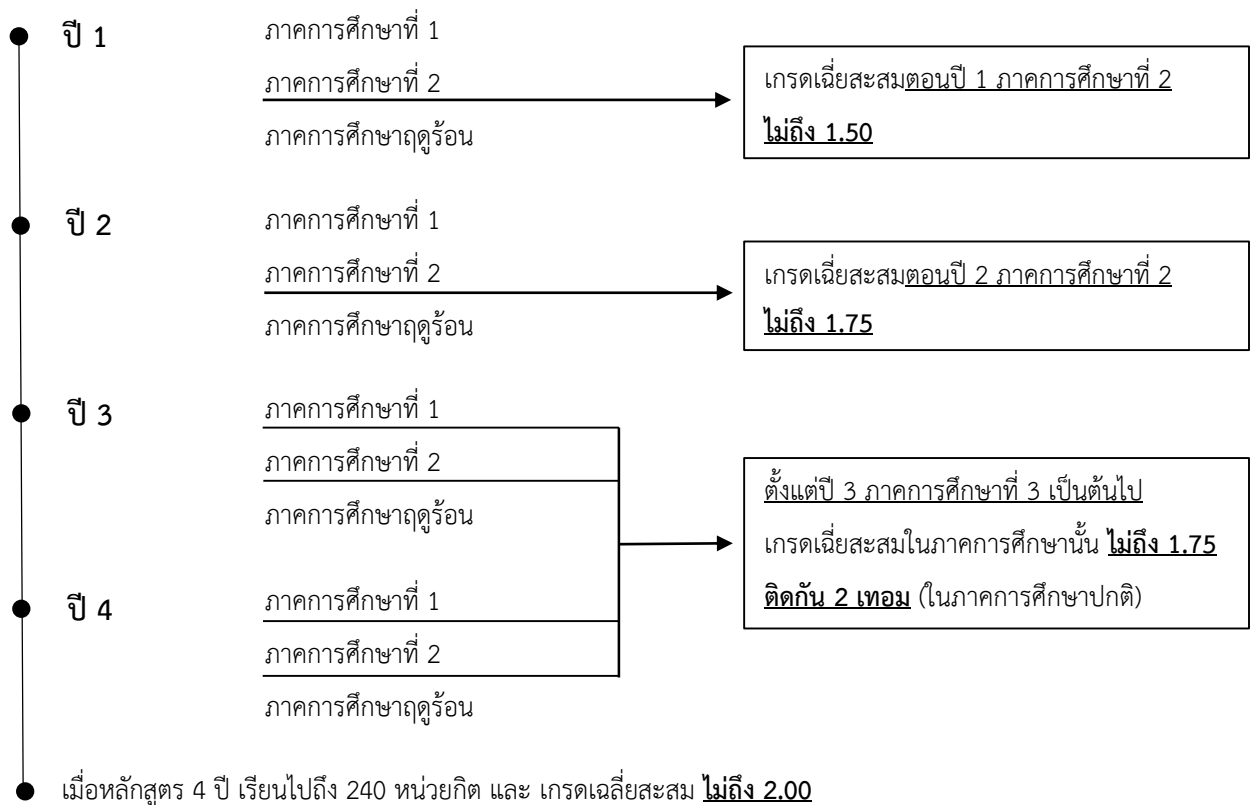 ปี 1
ภาคการศึกษาที่ 1
ภาคการศึกษาที่ 2
ภาคการศึกษาฤดูร้อน
เกรดเฉี่ยสะสมตอนปี 1 ภาคการศึกษาที่ 2
ไม่ถึง 1.50
ปี 2
ภาคการศึกษาที่ 1
ภาคการศึกษาที่ 2
ภาคการศึกษาฤดูร้อน
เกรดเฉี่ยสะสมตอนปี 2 ภาคการศึกษาที่ 2
ไม่ถึง 1.75
ปี 3
ภาคการศึกษาที่ 1
ภาคการศึกษาที่ 2
ภาคการศึกษาฤดูร้อน
ตั้งแต่ปี 3 ภาคการศึกษาที่ 3 เป็นต้นไป
เกรดเฉี่ยสะสมในภาคการศึกษานั้น ไม่ถึง 1.75
ติดกัน 2 เทอม (ในภาคการศึกษาปกติ)
ปี 4
ภาคการศึกษาที่ 1
ภาคการศึกษาที่ 2
ภาคการศึกษาฤดูร้อน
เมื่อหลักสูตร 4 ปี เรียนไปถึง 240 หน่วยกิต และ เกรดเฉลี่ยสะสม ไม่ถึง 2.00